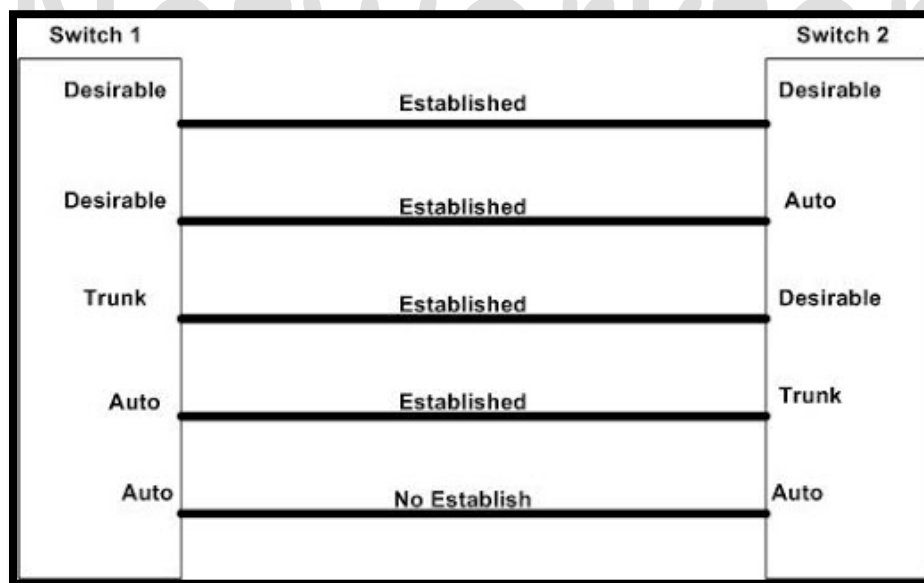 Switch 1 Switch 2
Desirable Established Desirable
Desirable Established Auto
Trunk Established Desirable
Auto Established Trunk
Auto No Establish Auto